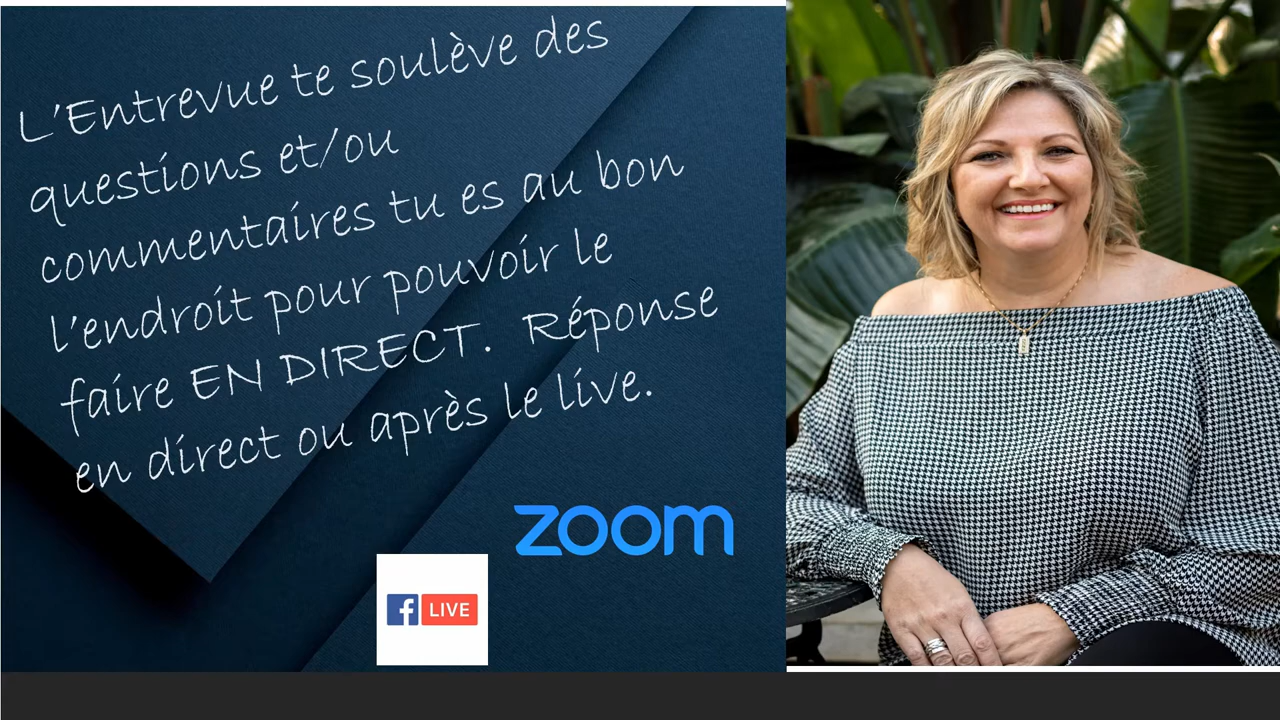 L'Entrevue te soulève des
questions et/ou
commentaires tu es au bon
l'endroit pour pouvoir le
faire EN DIRECT. Réponse
en direct ou après le live.
zoom
f LIVE